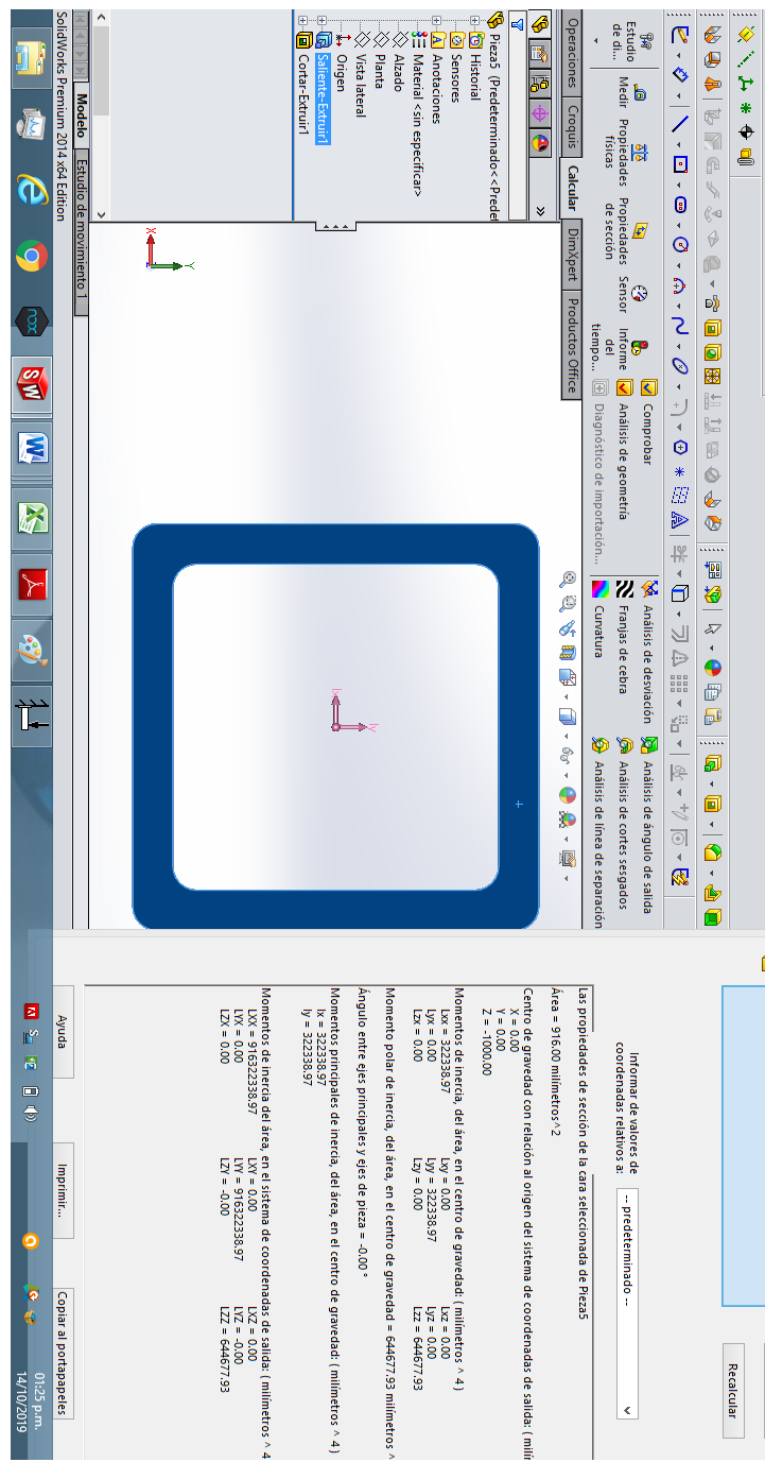 Estudio de di...
Medir
Propiedades físicas
Propiedades de sección
Sensor
Informe del tiempo...
Comprobar
Análisis de geometría
Diagnóstico de importación...
Análisis de desviación
Franjas de cebra
Curvatura
Análisis de ángulo de salida
Análisis de cortes sesgados
Análisis de línea de separación
Operaciones Croquis Calcular DimXpert Productos Office
Pieza5 (Predeterminado<<Predet
Historial
Sensores
Anotaciones
Material <sin especificar>
Alzado
Planta
Vista lateral
Origen
Saliente-Extruir1
Cortar-Extruir1
Y
X
Modelo Estudio de movimiento 1
SolidWorks Premium 2014 x64 Edition
Recalcular
Informar de valores de
coordenadas relativos a: -- predeterminado --
Las propiedades de sección de la cara seleccionada de Pieza5
Área = 916.00 milímetros^2
Centro de gravedad con relación al origen del sistema de coordenadas de salida: ( milír
X = 0.00
Y = 0.00
Z = -1000.00
Momentos de inercia, del área, en el centro de gravedad: ( milímetros ^ 4 )
Lxx = 322338.97 Lxy = 0.00 Lxz = 0.00
Lyx = 0.00 Lyy = 322338.97 Lyz = 0.00
Lzx = 0.00 Lzy = 0.00 Lzz = 644677.93
Momento polar de inercia, del área, en el centro de gravedad = 644677.93 milímetros ^
Ángulo entre ejes principales y ejes de pieza = -0.00 °
Momentos principales de inercia, del área, en el centro de gravedad: ( milímetros ^ 4 )
Ix = 322338.97
Iy = 322338.97
Momentos de inercia del área, en el sistema de coordenadas de salida: ( milímetros ^ 4
LXX = 916322338.97 LXY = 0.00 LXZ = 0.00
LYX = 0.00 LYY = 916322338.97 LYZ = -0.00
LZX = 0.00 LZY = -0.00 LZZ = 644677.93
Ayuda Imprimir... Copiar al portapapeles
nox
SW
01:25 p.m.
14/10/2019